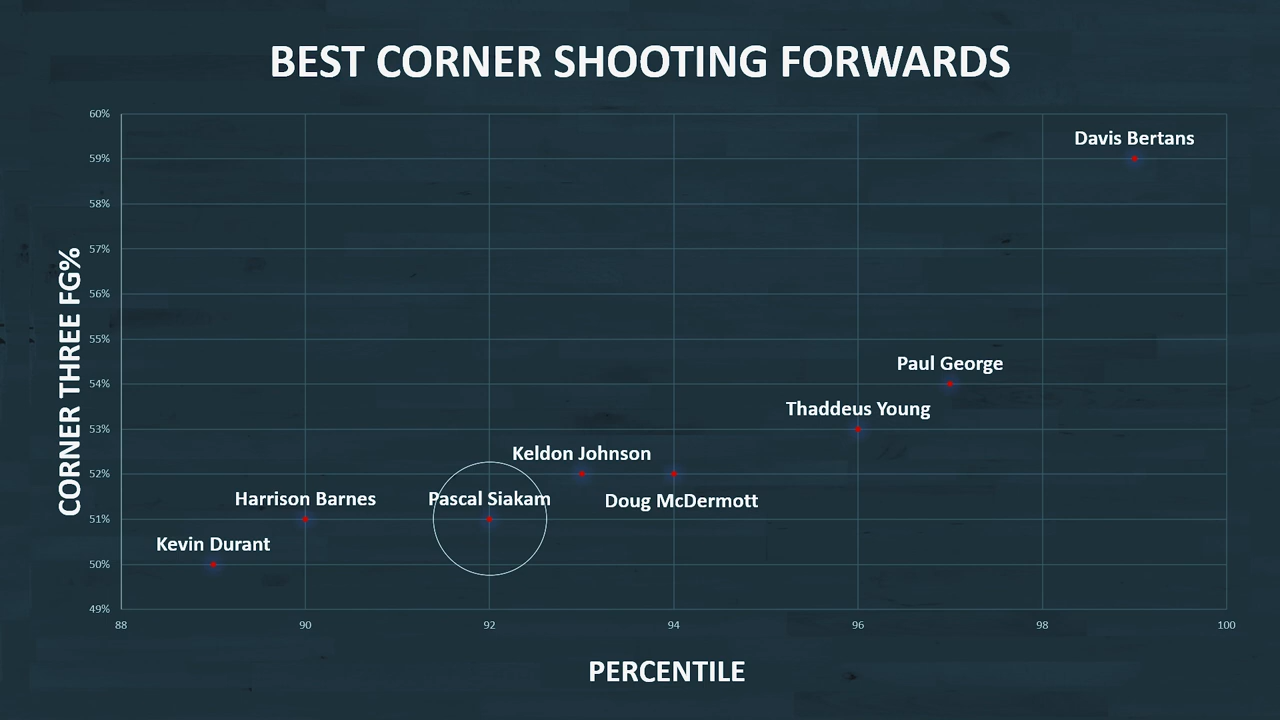 BEST CORNER SHOOTING FORWARDS
60%
Davis Bertans
59%
58%
57%
56%
55%
Paul George
54%
Thaddeus Young
53%
Keldon Johnson
52%
Harrison Barnes
Pascal Siakam
Doug McDermott
51%
Kevin Durant
50%
49%
CORNER THREE FG%
88 90 92 94 96 98 100
PERCENTILE